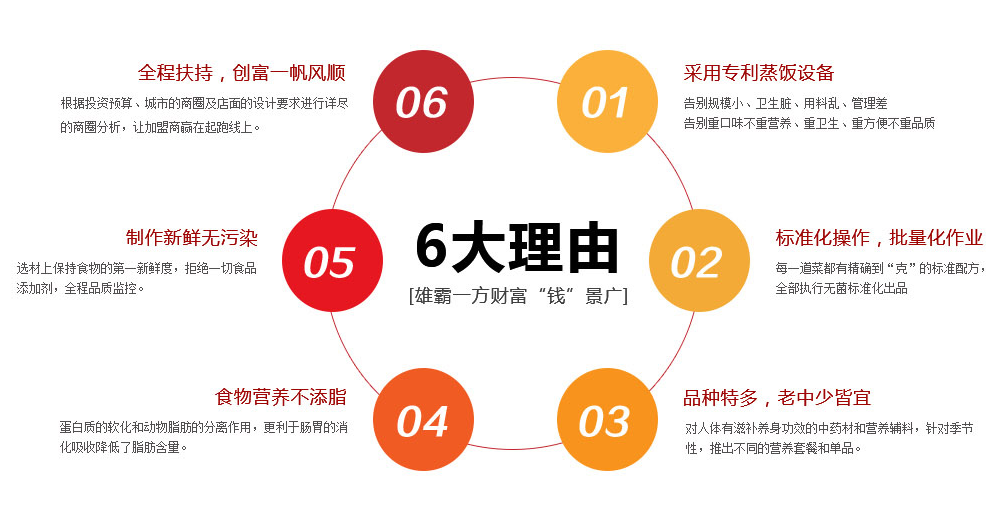 6大理由
[雄霸一方财富“钱”景广]
01
采用专利蒸饭设备
告别规模小、卫生脏、用料乱、管理差
告别重口味不重营养、重卫生、重方便不重品质
02
标准化操作，批量化作业
每一道菜都有精确到“克”的标准配方，
全部执行无菌标准化出品
03
品种特多，老中少皆宜
对人体有滋补养身功效的中药材和营养辅料，针对季节
性，推出不同的营养套餐和单品。
04
食物营养不添脂
蛋白质的软化和动物脂肪的分离作用，更利于肠胃的消
化吸收降低了脂肪含量。
05
制作新鲜无污染
选材上保持食物的第一新鲜度，拒绝一切食品
添加剂，全程品质监控。
06
全程扶持，创富一帆风顺
根据投资预算、城市的商圈及店面的设计要求进行详尽
的商圈分析，让加盟商赢在起跑线上。